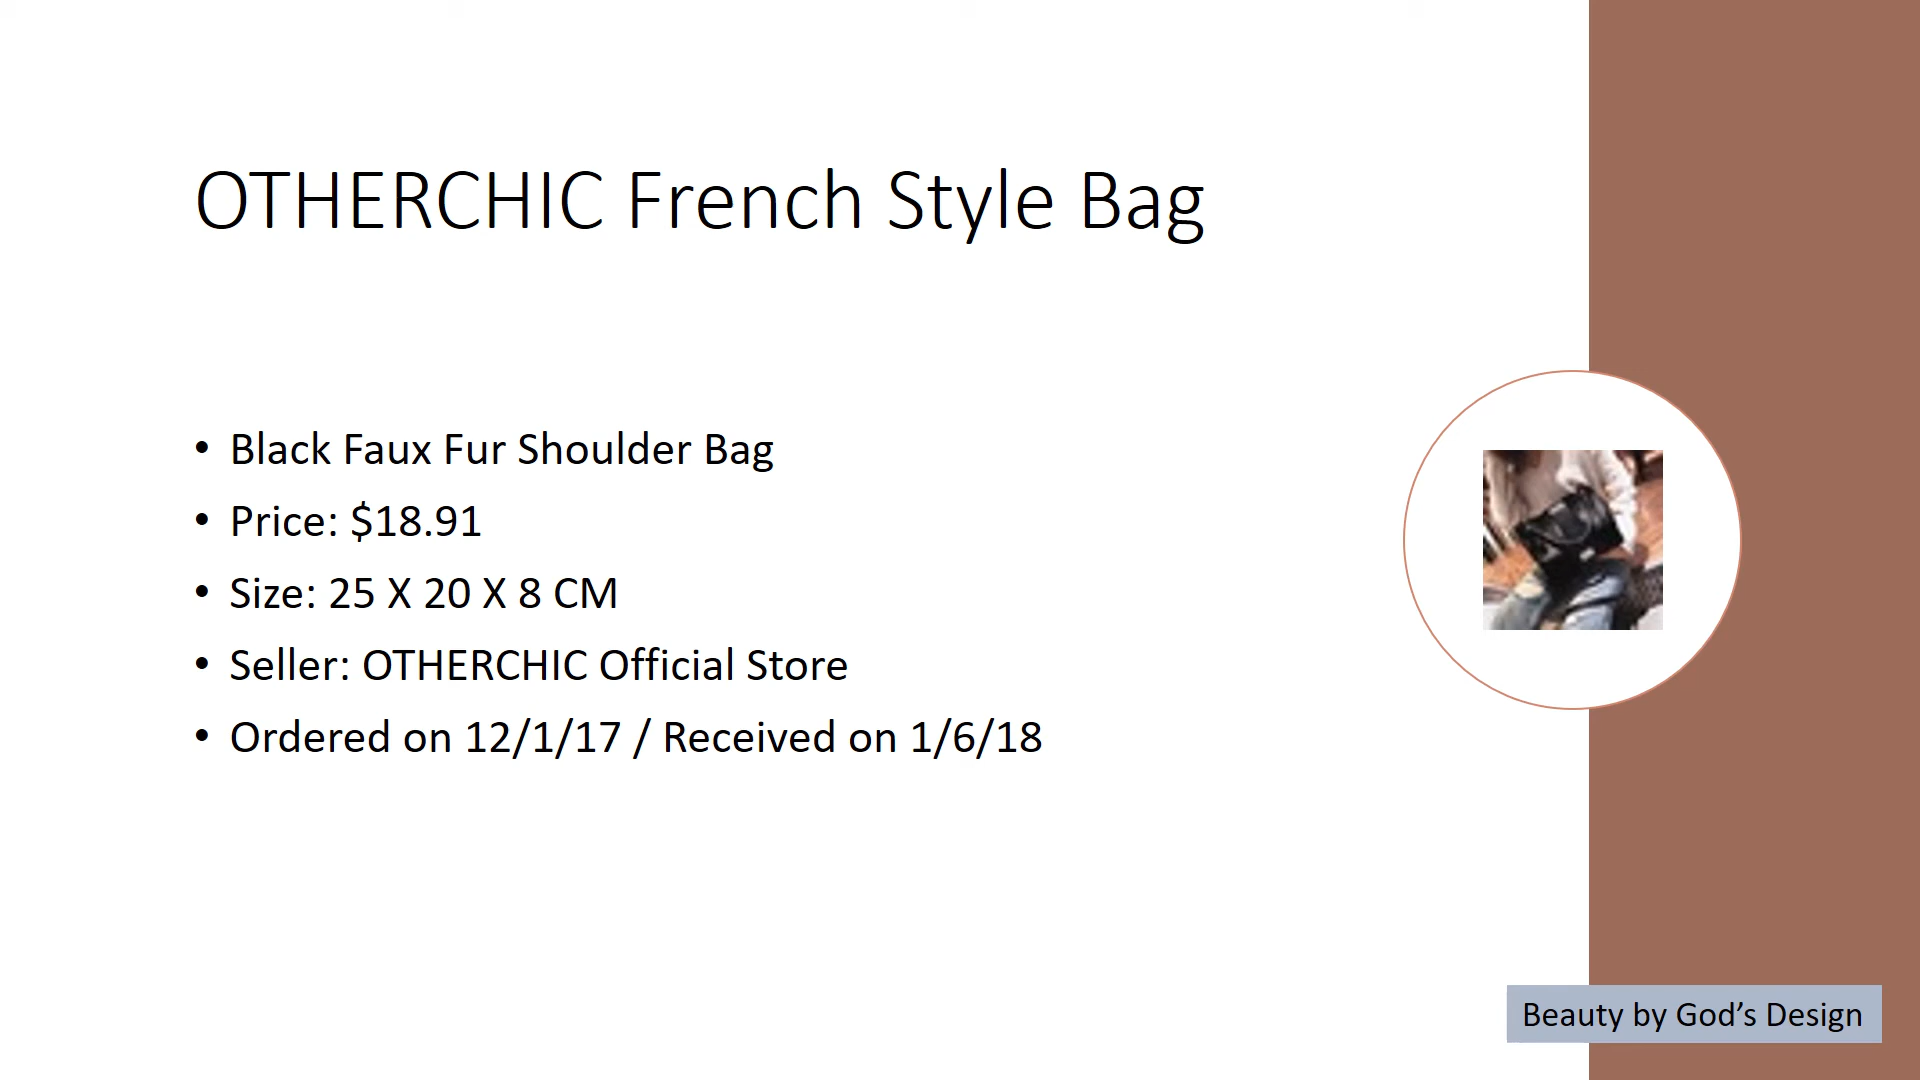 OTHERCHIC French Style Bag
• Black Faux Fur Shoulder Bag
• Price: $18.91
• Size: 25 X 20 X 8 CM
• Seller: OTHERCHIC Official Store
• Ordered on 12/1/17 / Received on 1/6/18
Beauty by God’s Design